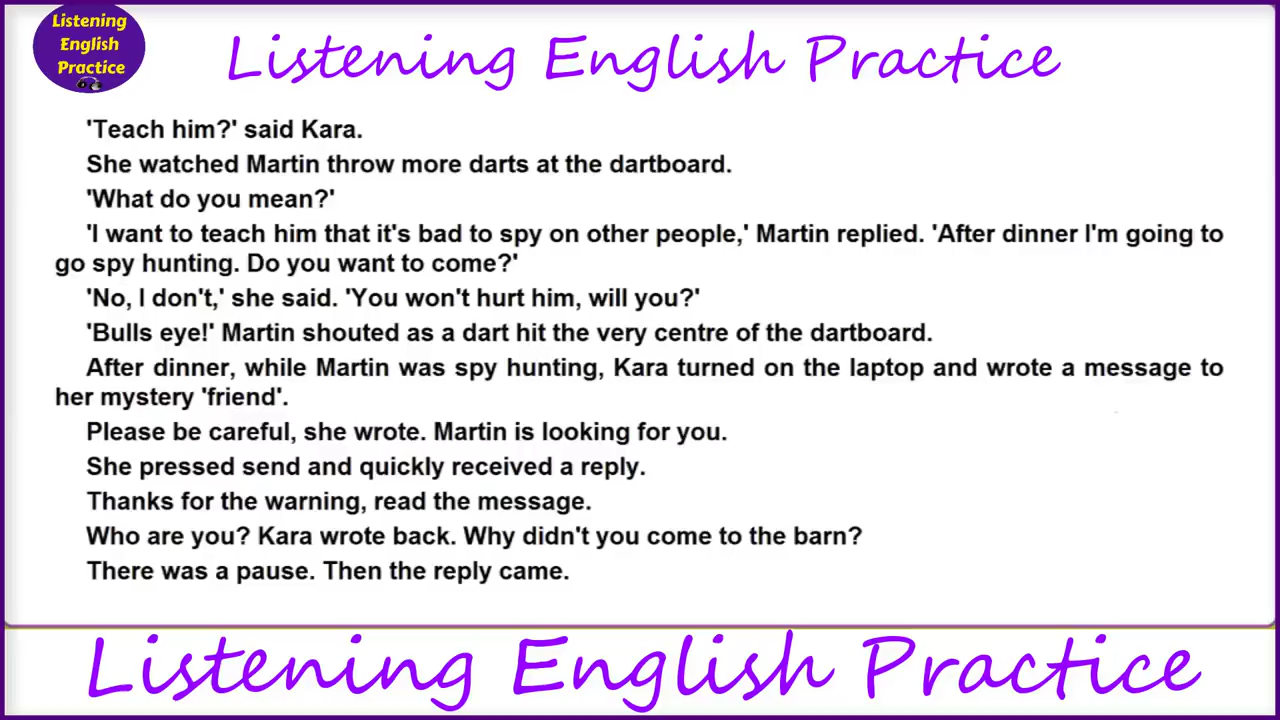 Listening
English
Practice
Listening English Practice
'Teach him?' said Kara.
She watched Martin throw more darts at the dartboard.
'What do you mean?'
'I want to teach him that it's bad to spy on other people,' Martin replied. 'After dinner I'm going to
go spy hunting. Do you want to come?'
'No, I don't,' she said. 'You won't hurt him, will you?'
'Bulls eye!' Martin shouted as a dart hit the very centre of the dartboard.
After dinner, while Martin was spy hunting, Kara turned on the laptop and wrote a message to
her mystery 'friend'.
Please be careful, she wrote. Martin is looking for you.
She pressed send and quickly received a reply.
Thanks for the warning, read the message.
Who are you? Kara wrote back. Why didn't you come to the barn?
There was a pause. Then the reply came.
Listening English Practice